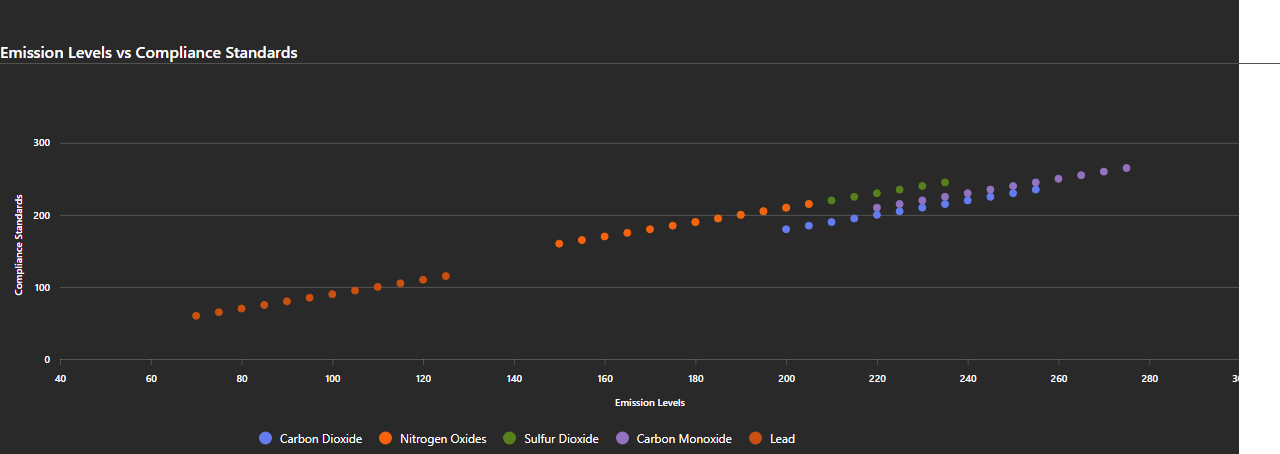 Emission Levels vs Compliance Standards
300
200
100
0
Compliance Standards
40 60 80 100 120 140 160 180 200 220 240 260 280
Emission Levels
Carbon Dioxide Nitrogen Oxides Sulfur Dioxide Carbon Monoxide Lead